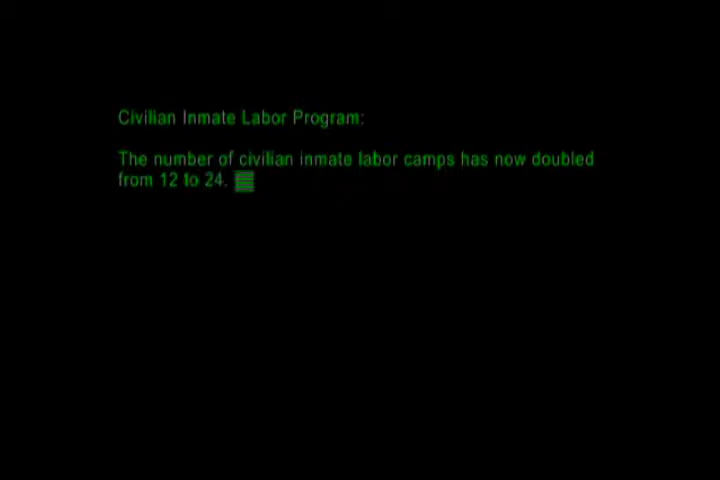 Civilian Inmate Labor Program:
The number of civilian inmate labor camps has now doubled
from 12 to 24.